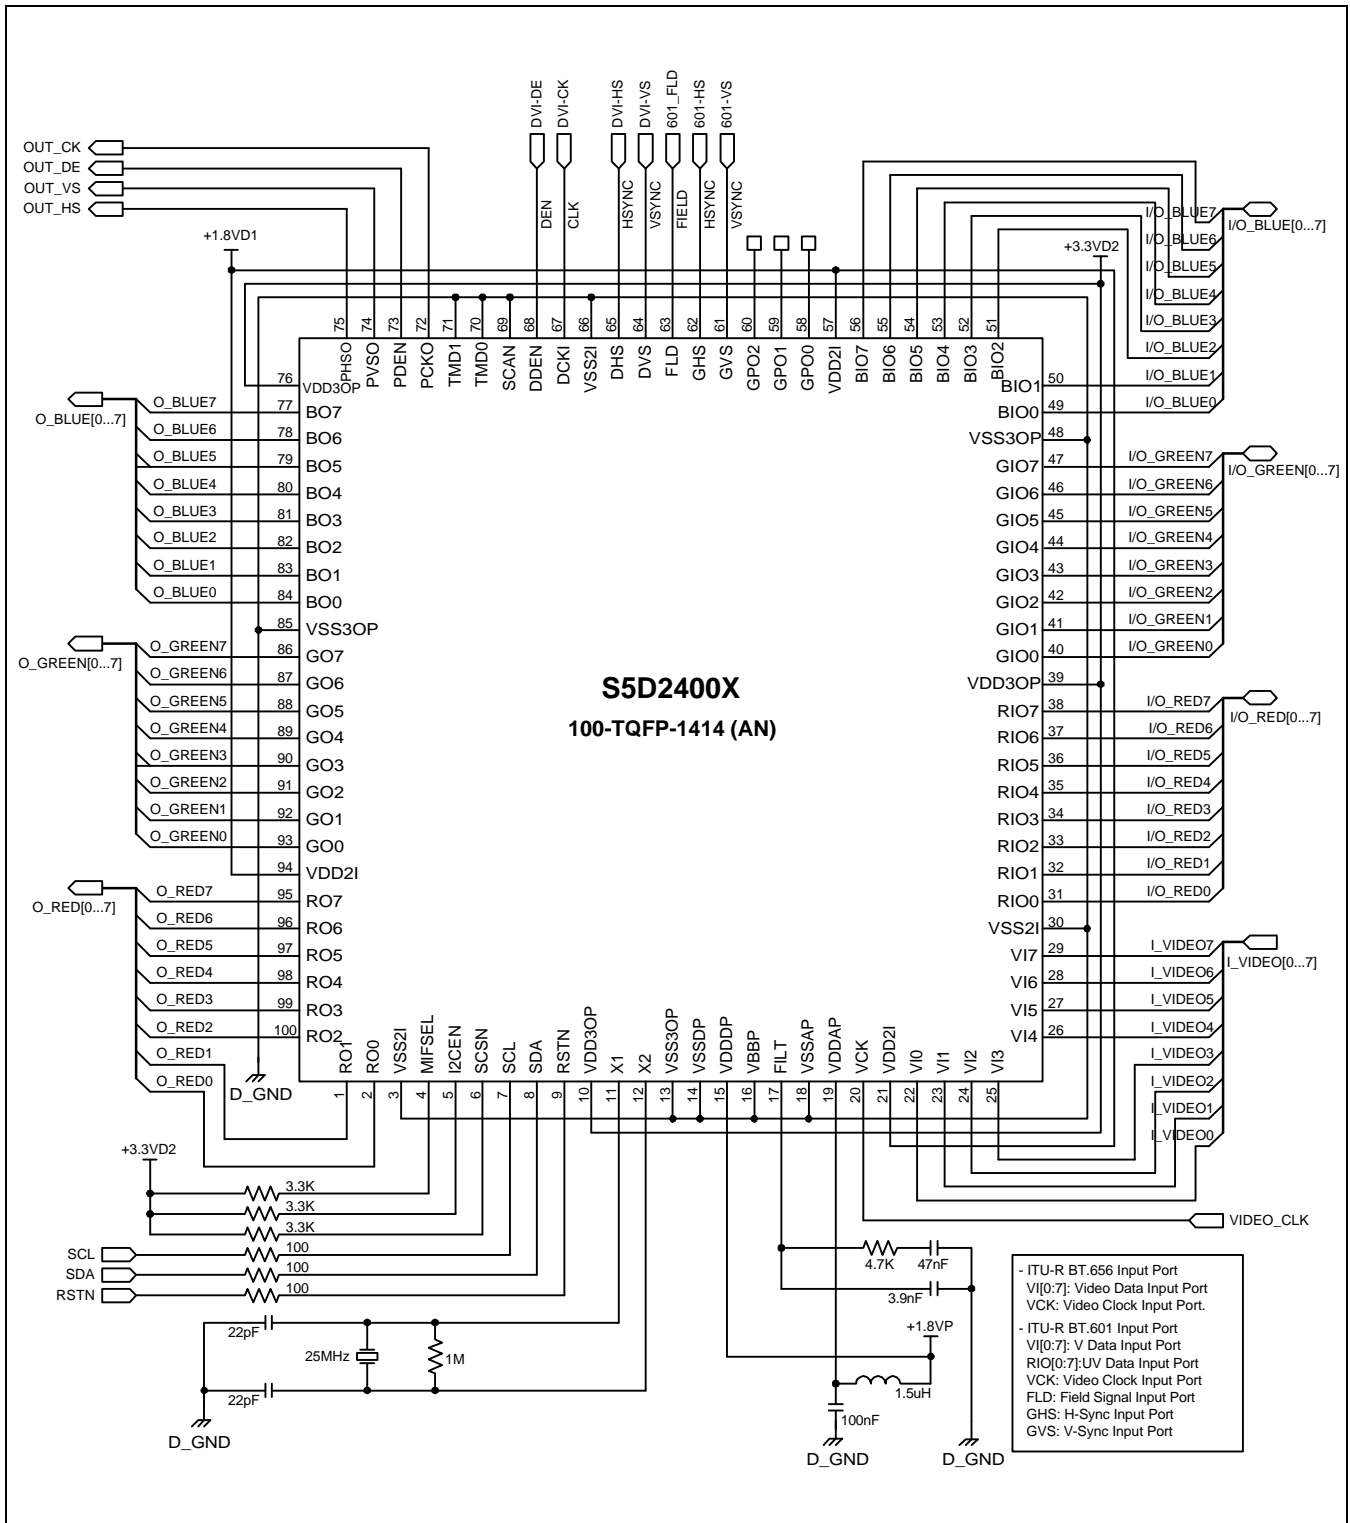 DVI-DE
DVI-CK
DVI-HS
DVI-VS
601_FLD
601-HS
601-VS
OUT_CK
OUT_DE
OUT_VS
OUT_HS
DEN
CLK
HSYNC
VSYNC
FIELD
HSYNC
VSYNC
+1.8VD1
+3.3VD2
I/O_BLUE7
I/O_BLUE[0...7]
I/O_BLUE6
I/O_BLUE5
I/O_BLUE4
I/O_BLUE3
I/O_BLUE2
I/O_BLUE1
I/O_BLUE0
75 PHSO
74 PVSO
73 PDEN
72 PCKO
71 TMD1
70 TMD0
69 SCAN
68 DDEN
67 DCKI
66 VSS2I
65 DHS
64 DVS
63 FLD
62 GHS
61 GVS
60 GPO2
59 GPO1
58 GPO0
57 VDD2I
56 BIO7
55 BIO6
54 BIO5
53 BIO4
52 BIO3
51 BIO2
76 VDD3OP
O_BLUE[0...7]
O_BLUE7 77 BO7
O_BLUE6 78 BO6
O_BLUE5 79 BO5
O_BLUE4 80 BO4
O_BLUE3 81 BO3
O_BLUE2 82 BO2
O_BLUE1 83 BO1
O_BLUE0 84 BO0
85 VSS3OP
O_GREEN[0...7]
O_GREEN7 86 GO7
O_GREEN6 87 GO6
O_GREEN5 88 GO5
O_GREEN4 89 GO4
O_GREEN3 90 GO3
O_GREEN2 91 GO2
O_GREEN1 92 GO1
O_GREEN0 93 GO0
94 VDD2I
O_RED[0...7]
O_RED7 95 RO7
O_RED6 96 RO6
O_RED5 97 RO5
O_RED4 98 RO4
O_RED3 99 RO3
O_RED2 100 RO2
O_RED1
O_RED0
D_GND
S5D2400X
100-TQFP-1414 (AN)
BIO1 50
BIO0 49
VSS3OP 48
GIO7 47 I/O_GREEN7
I/O_GREEN[0...7]
GIO6 46 I/O_GREEN6
GIO5 45 I/O_GREEN5
GIO4 44 I/O_GREEN4
GIO3 43 I/O_GREEN3
GIO2 42 I/O_GREEN2
GIO1 41 I/O_GREEN1
GIO0 40 I/O_GREEN0
VDD3OP 39
RIO7 38 I/O_RED7
I/O_RED[0...7]
RIO6 37 I/O_RED6
RIO5 36 I/O_RED5
RIO4 35 I/O_RED4
RIO3 34 I/O_RED3
RIO2 33 I/O_RED2
RIO1 32 I/O_RED1
RIO0 31 I/O_RED0
VSS2I 30
VI7 29 I_VIDEO7
I_VIDEO[0...7]
VI6 28 I_VIDEO6
VI5 27 I_VIDEO5
VI4 26 I_VIDEO4
I_VIDEO3
I_VIDEO2
I_VIDEO1
I_VIDEO0
RO1 1
RO0 2
VSS2I 3
MIFSEL 4
I2CEN 5
SCSN 6
SCL 7
SDA 8
RSTN 9
VDD3OP 10
X1 11
X2 12
VSS3OP 13
VSSDP 14
VDDDP 15
VBBP 16
FILT 17
VSSAP 18
VDDAP 19
VCK 20
VDD2I 21
VI0 22
VI1 23
VI2 24
VI3 25
+3.3VD2
3.3K
3.3K
3.3K
SCL 100
SDA 100
RSTN 100
22pF
25MHz
1M
22pF
D_GND
VIDEO_CLK
4.7K
47nF
3.9nF
+1.8VP
1.5uH
100nF
D_GND
D_GND
- ITU-R BT.656 Input Port
VI[0:7]: Video Data Input Port
VCK: Video Clock Input Port.
- ITU-R BT.601 Input Port
VI[0:7]: V Data Input Port
RIO[0:7]:UV Data Input Port
VCK: Video Clock Input Port
FLD: Field Signal Input Port
GHS: H-Sync Input Port
GVS: V-Sync Input Port